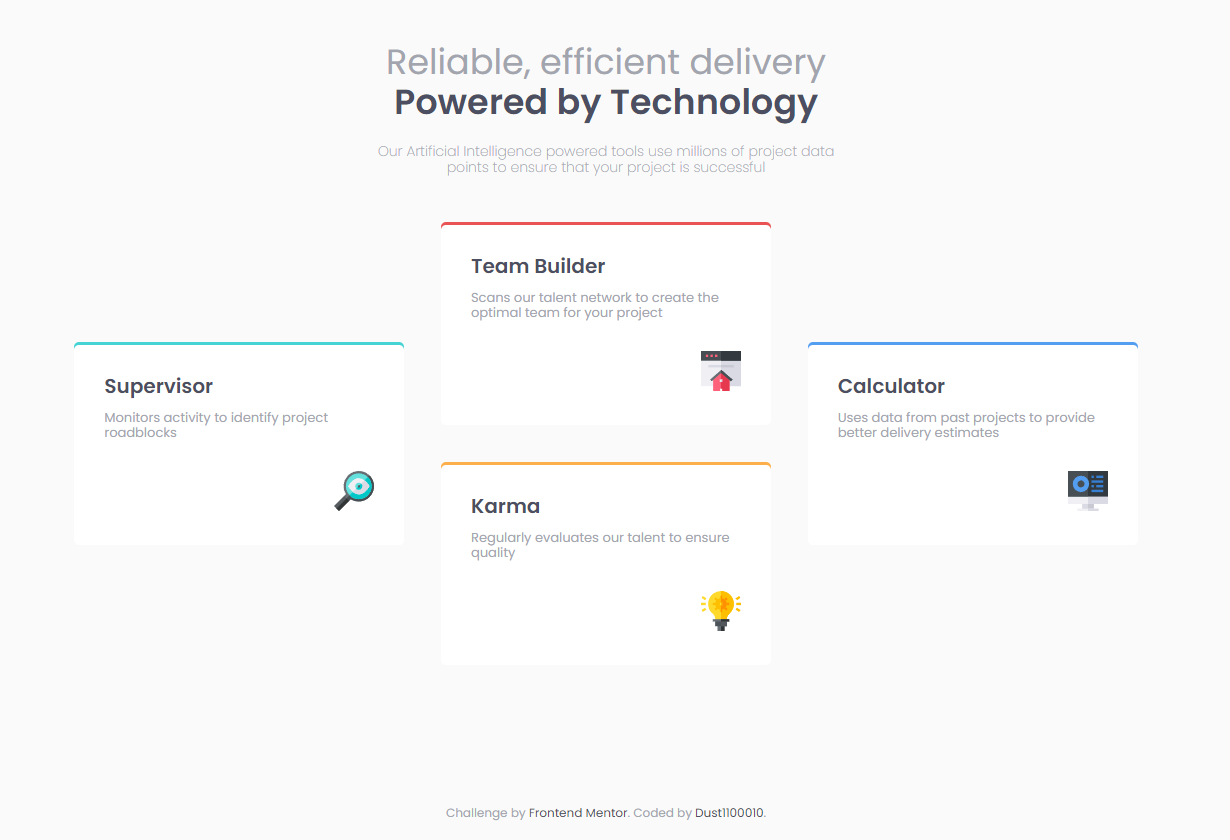 Reliable, efficient delivery
Powered by Technology
Our Artificial Intelligence powered tools use millions of project data
points to ensure that your project is successful
Team Builder
Scans our talent network to create the
optimal team for your project
Supervisor
Monitors activity to identify project
roadblocks
Calculator
Uses data from past projects to provide
better delivery estimates
Karma
Regularly evaluates our talent to ensure
quality
Challenge by Frontend Mentor. Coded by Dust1100010.